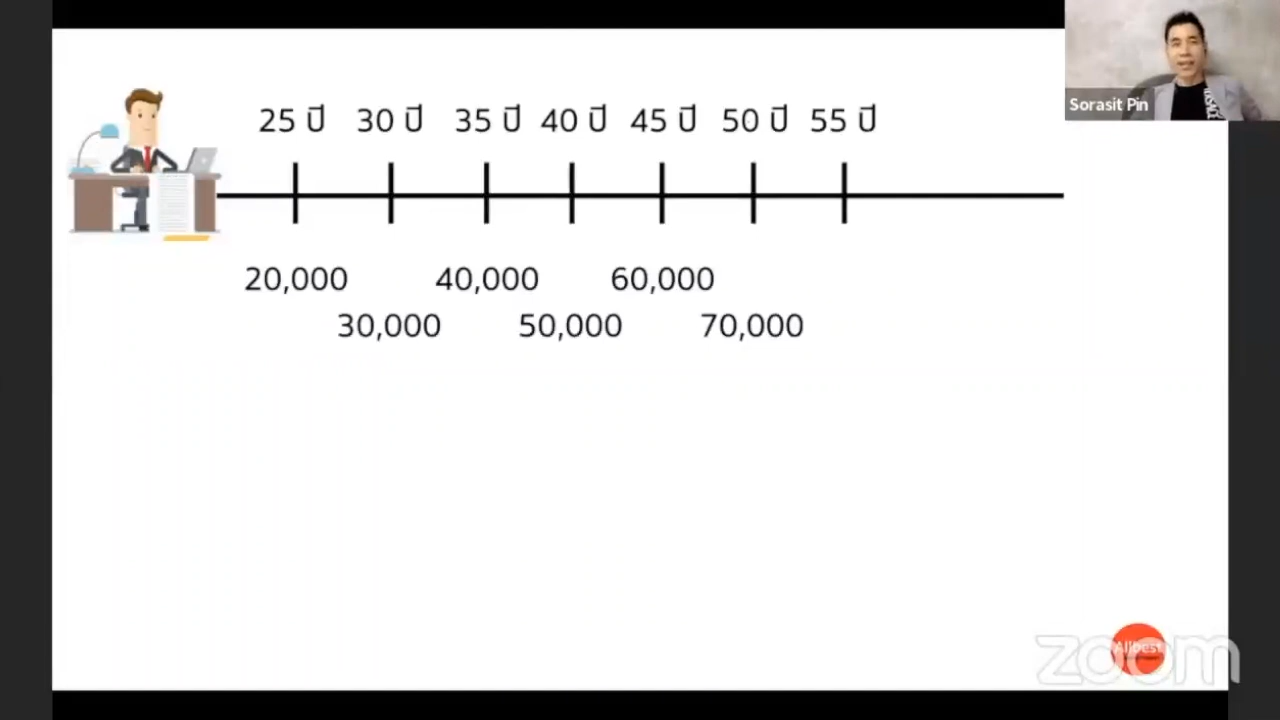 Sorasit Pin
25 ปี 30 ปี 35 ปี 40 ปี 45 ปี 50 ปี 55 ปี
20,000 40,000 60,000
30,000 50,000 70,000
Allbest
zoom